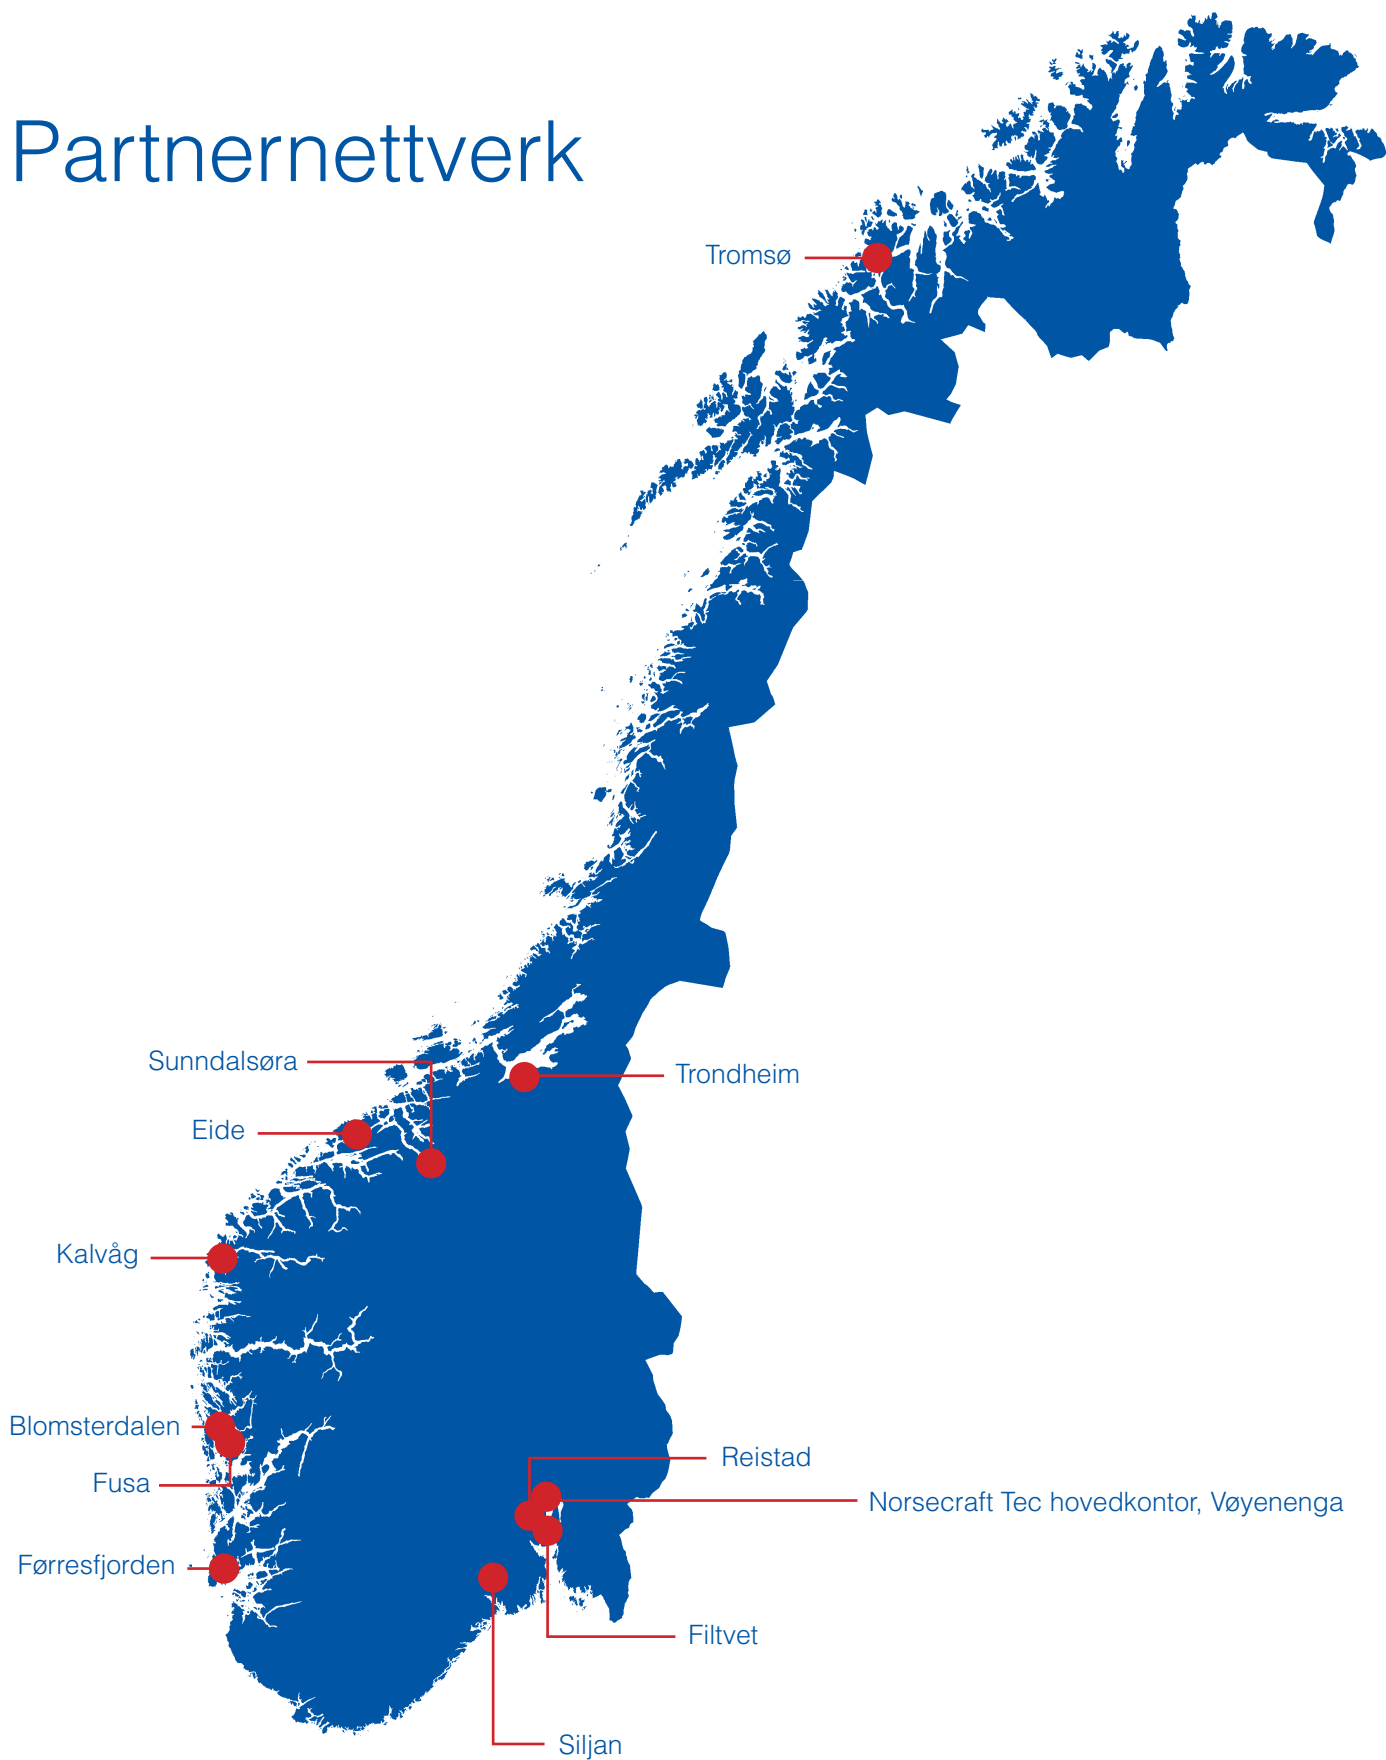 Partnernettverk
Tromsø
Sunndalsøra
Trondheim
Eide
Kalvåg
Blomsterdalen
Reistad
Fusa
Norsecraft Tec hovedkontor, Vøyenenga
Førresfjorden
Filtvet
Siljan